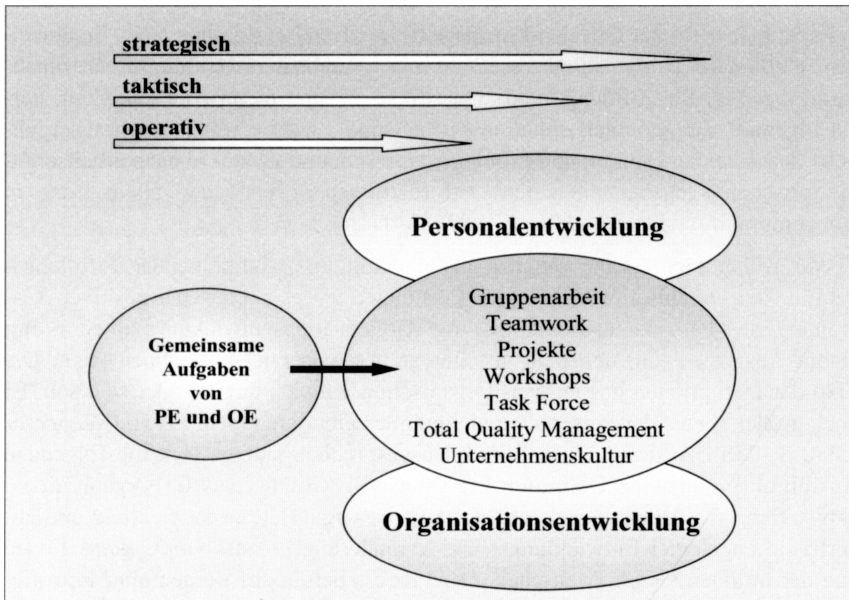 strategisch
taktisch
operativ
Personalentwicklung
Gruppenarbeit
Teamwork
Projekte
Workshops
Task Force
Total Quality Management
Unternehmenskultur
Gemeinsame
Aufgaben
von
PE und OE
Organisationsentwicklung